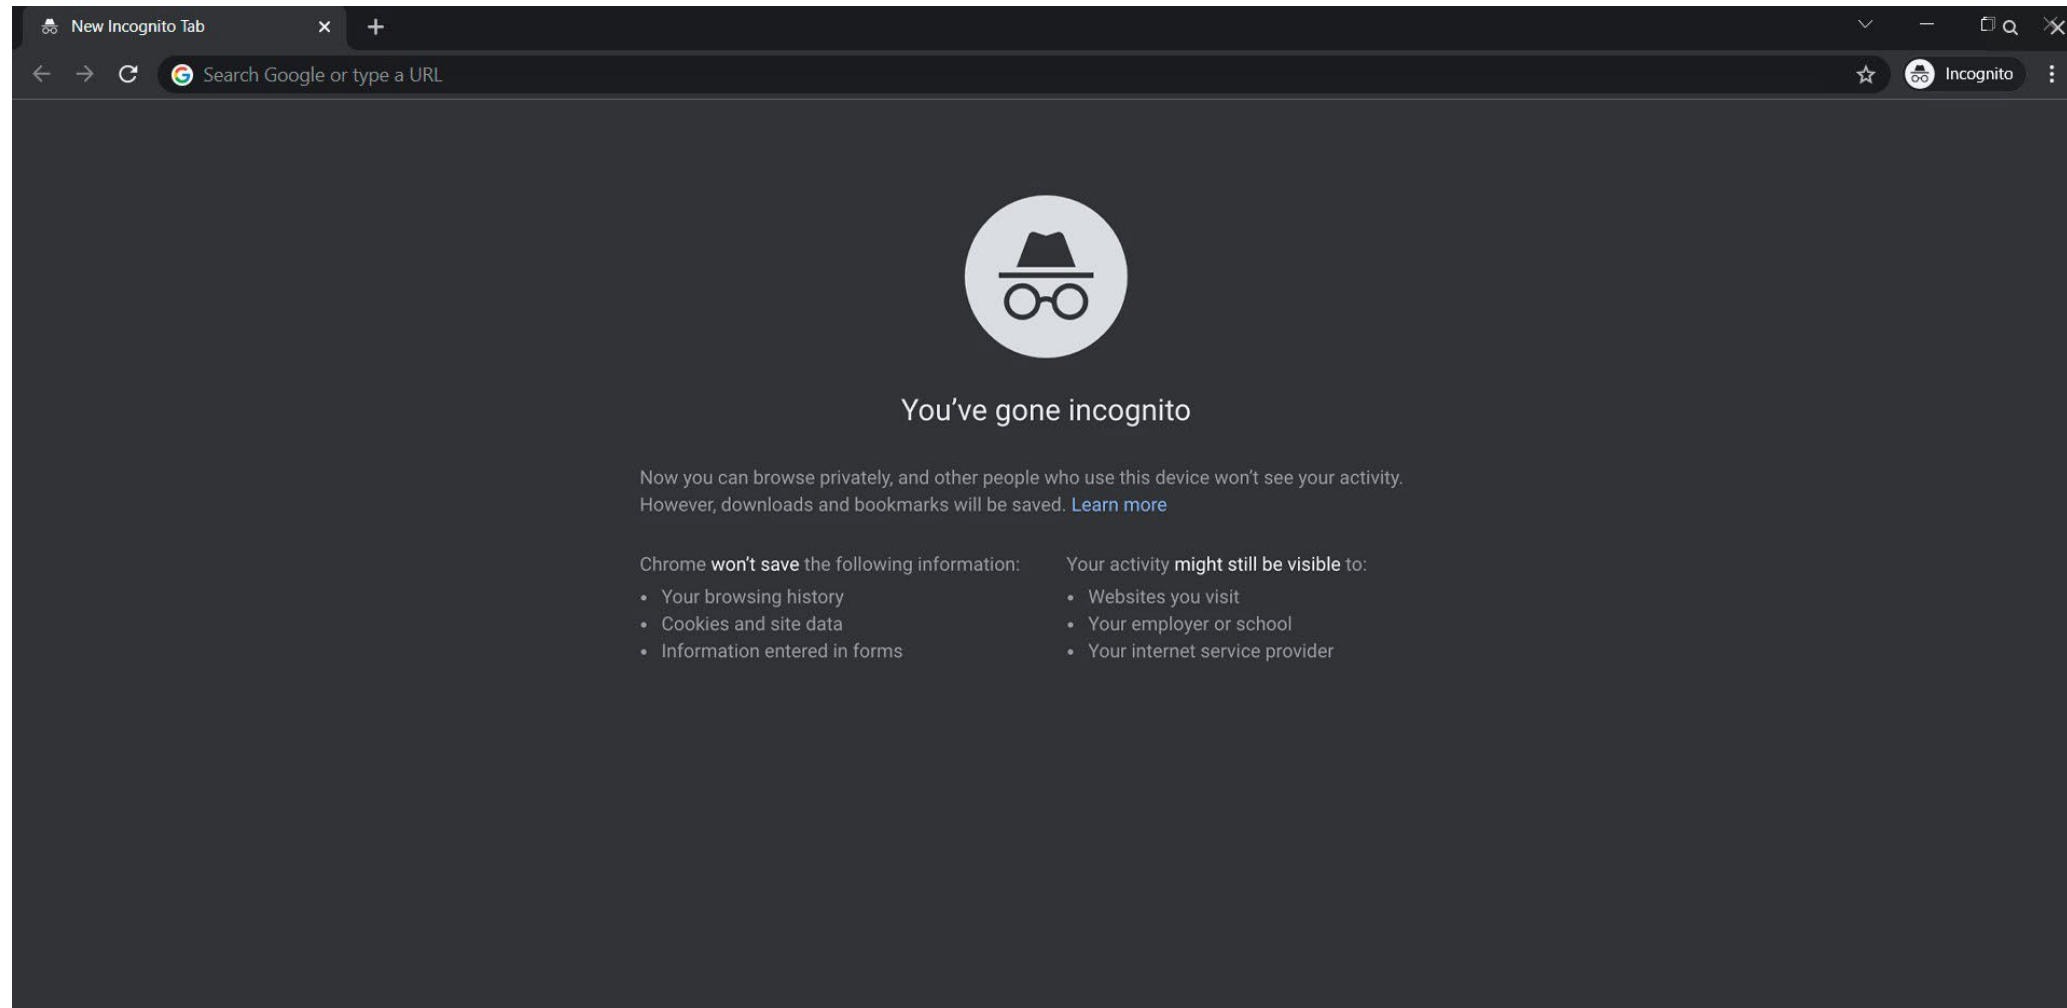 New Incognito Tab
Search Google or type a URL
Incognito
You’ve gone incognito
Now you can browse privately, and other people who use this device won’t see your activity.
However, downloads and bookmarks will be saved. Learn more
Chrome won’t save the following information:
• Your browsing history
• Cookies and site data
• Information entered in forms
Your activity might still be visible to:
• Websites you visit
• Your employer or school
• Your internet service provider